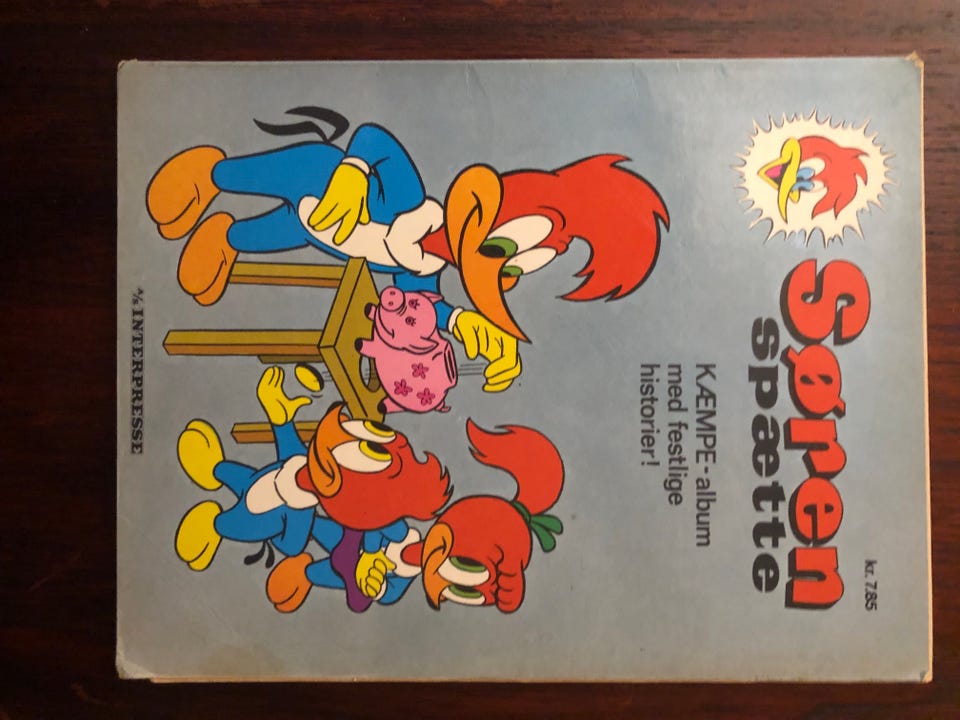 kr. 7.85
Søren
spætte
KÆMPE-album
med festlige
historier!
A/S INTERPRESSE